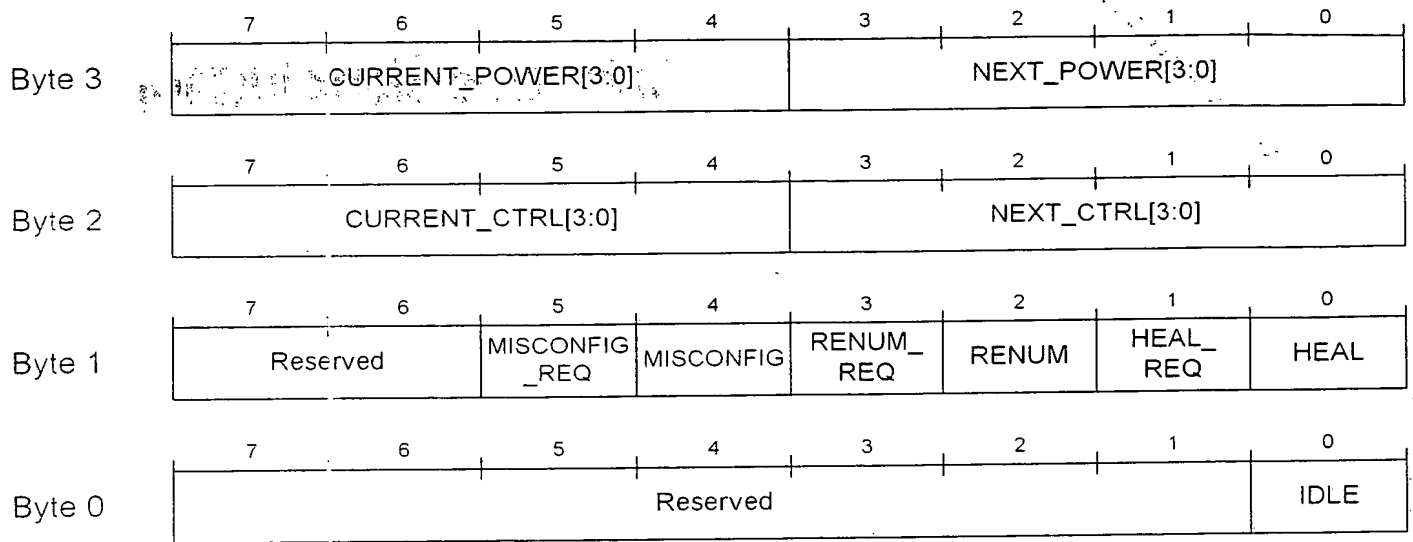 7 6 5 4 3 2 1 0
Byte 3 CURRENT_POWER[3:0] NEXT_POWER[3:0]
7 6 5 4 3 2 1 0
Byte 2 CURRENT_CTRL[3:0] NEXT_CTRL[3:0]
7 6 5 4 3 2 1 0
Byte 1 Reserved MISCONFIG _REQ MISCONFIG RENUM_ REQ RENUM HEAL_ REQ HEAL
7 6 5 4 3 2 1 0
Byte 0 Reserved IDLE